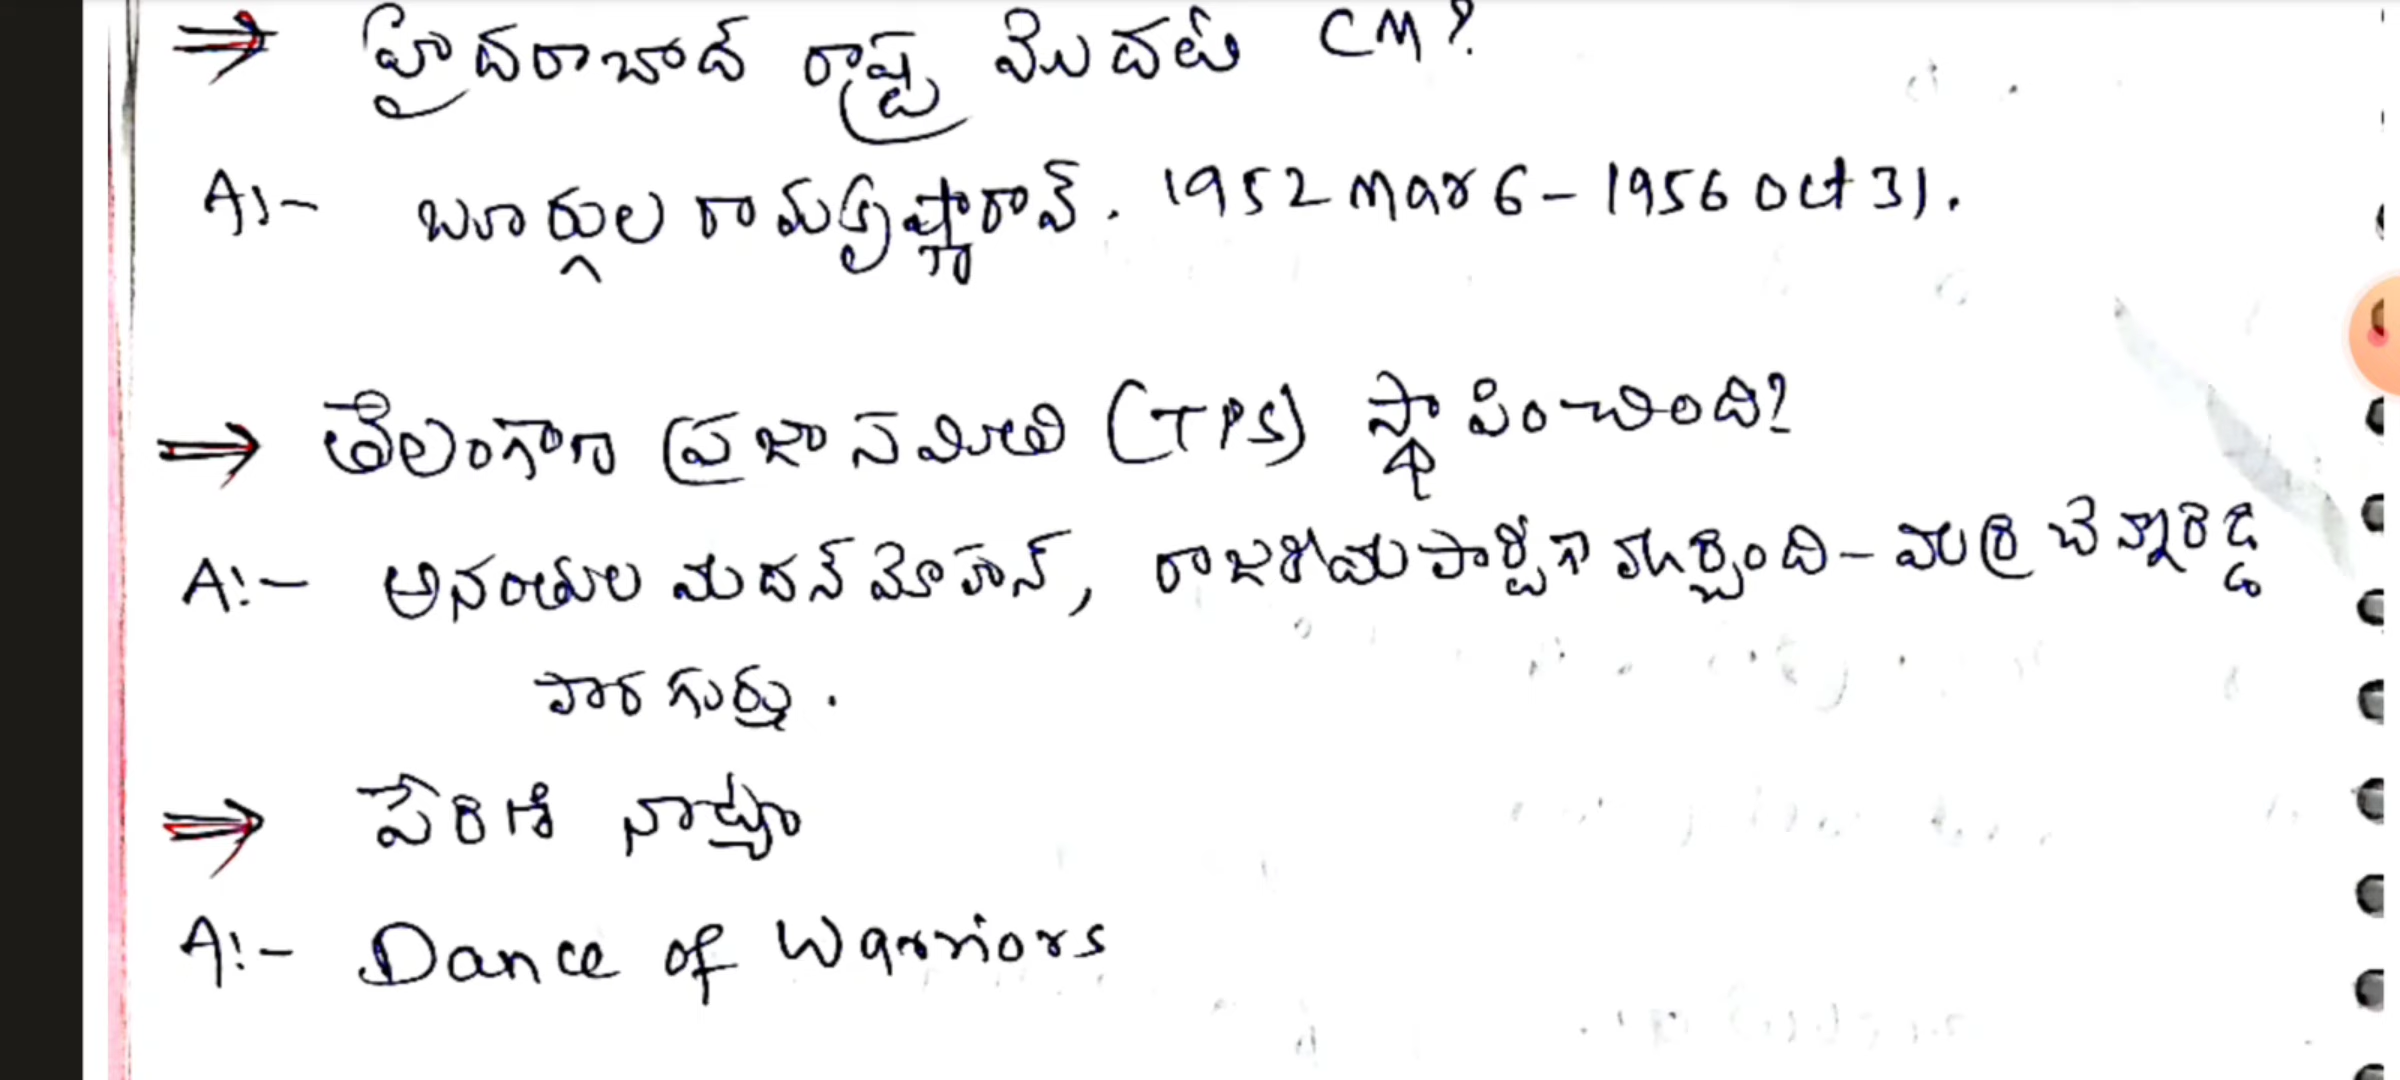 ⇒ హైదరాబాద్ రాష్ట్ర మొదటి CM?
A:- బూర్గుల రామకృష్ణారావ్. 1952 Mar 6 - 1956 Oct 31.
⇒ తెలంగాణ ప్రజా సమితి (TPS) స్థాపించింది?
A:- అనంతుల మదన్ మోహన్, రాజకీయ పార్టీగా మార్చింది - మర్రి చెన్నారెడ్డి
పార గుర్తు.
⇒ పేరిణి నాట్యం
A:- Dance of Warriors